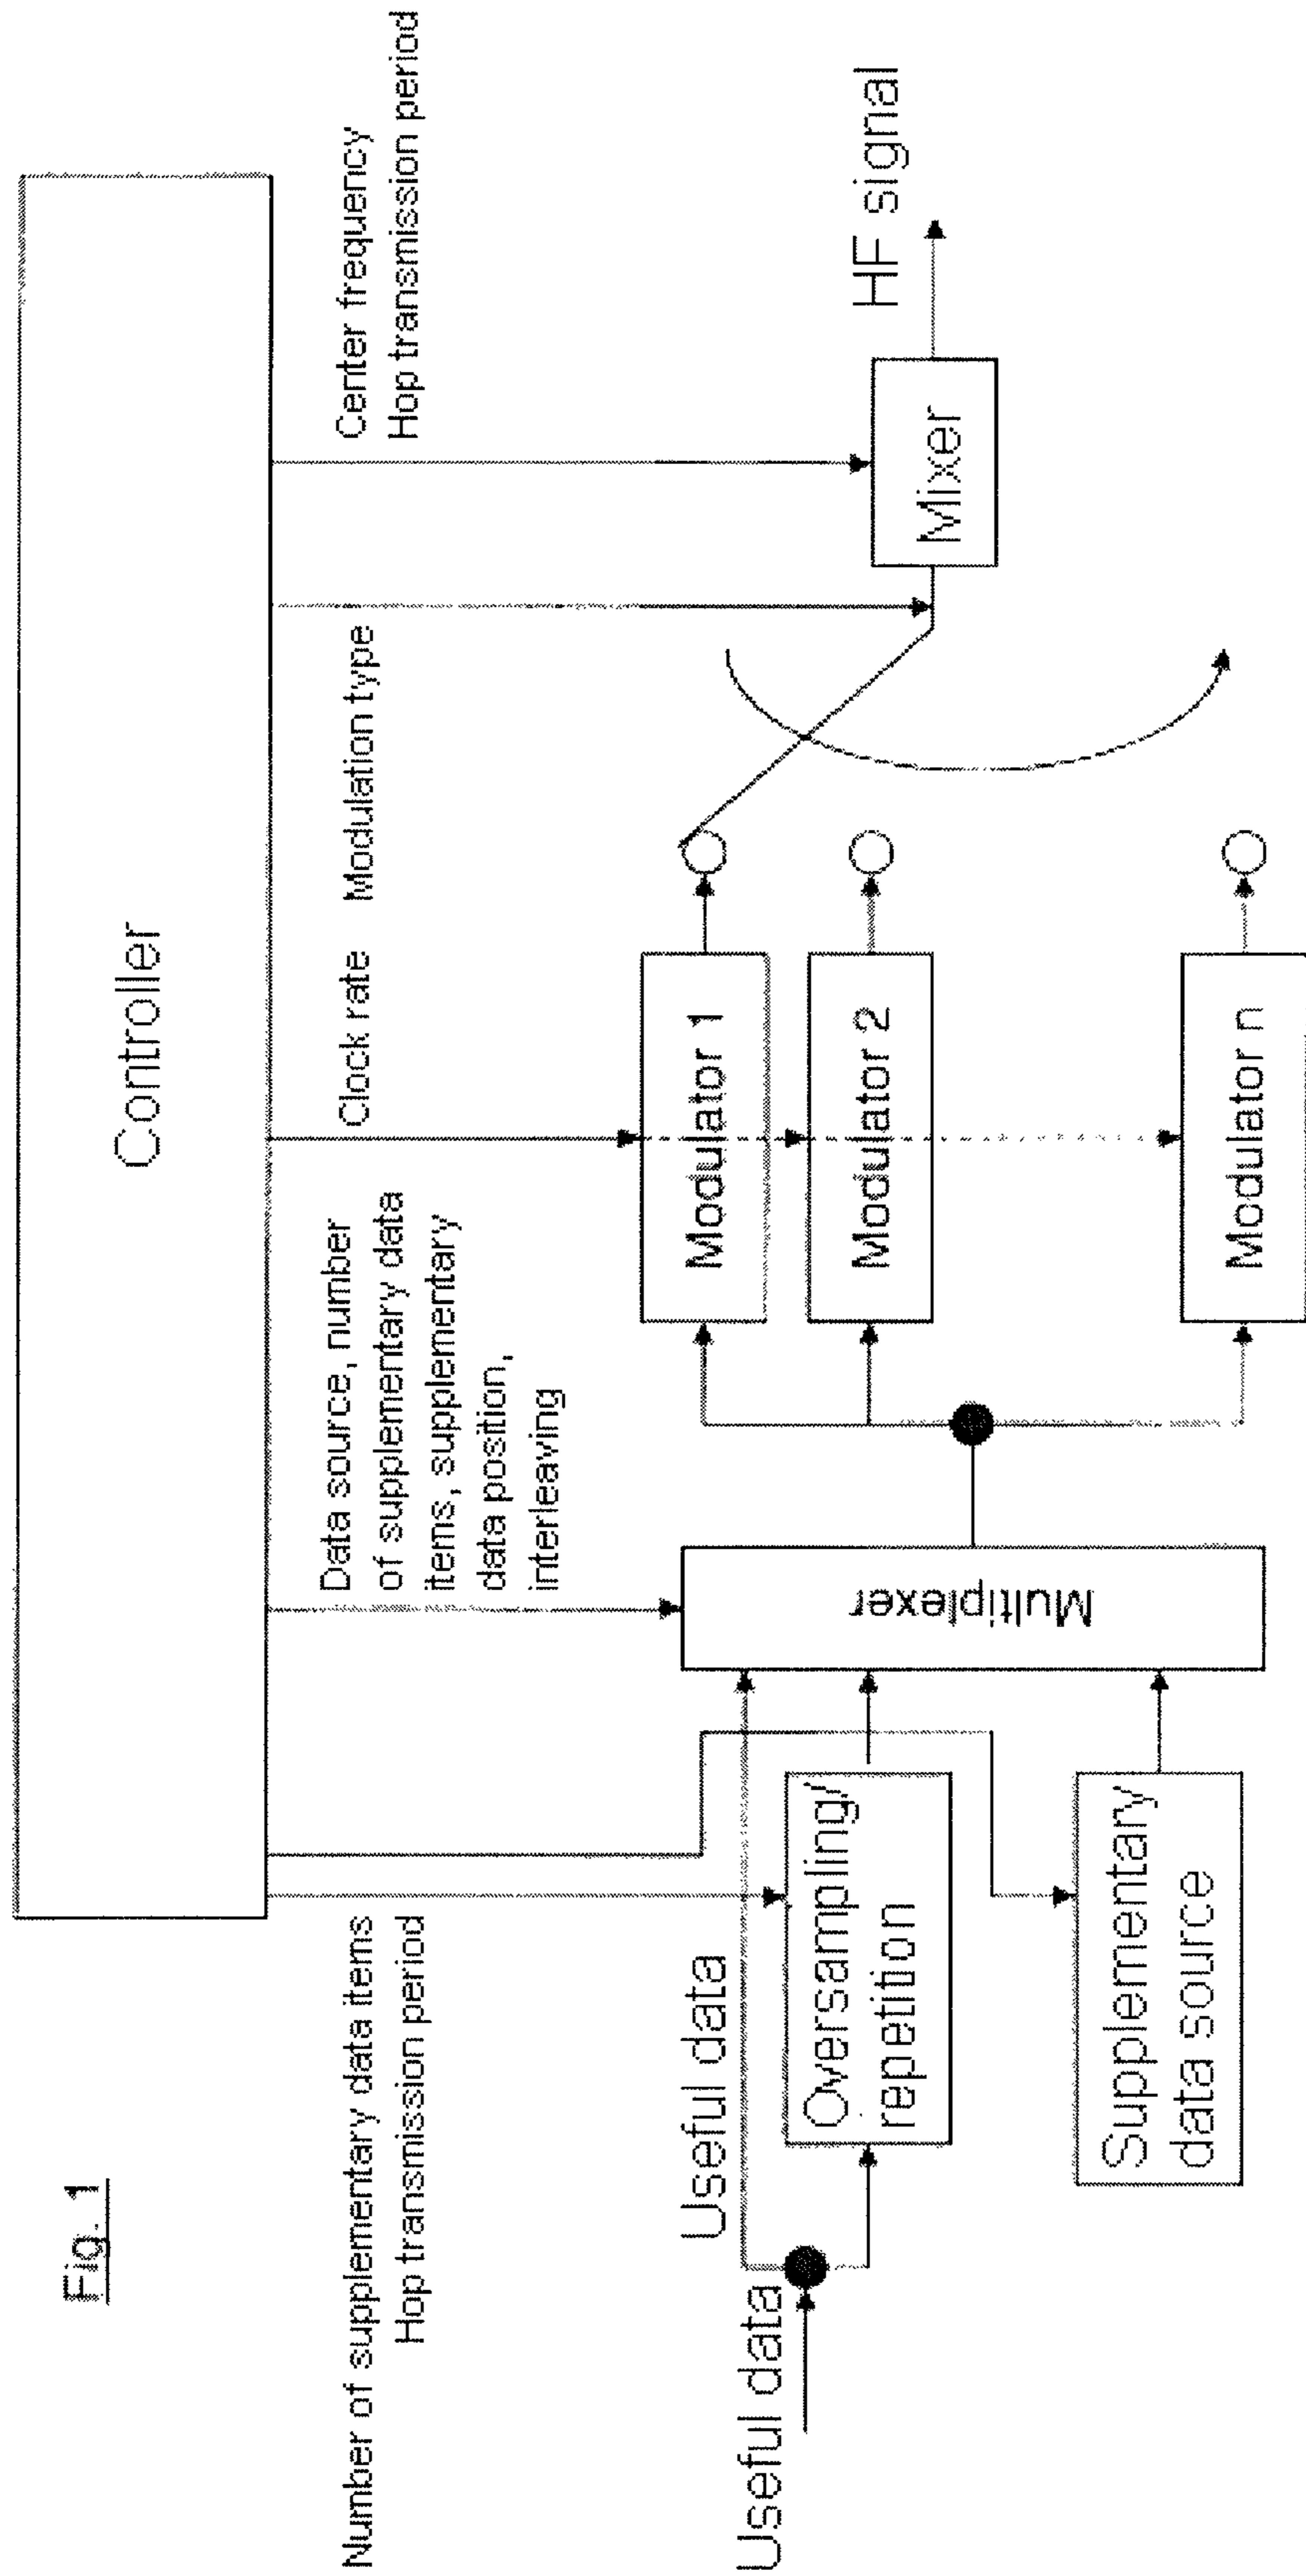 Fig. 1
Controller
Number of supplementary data items
Hop transmission period
Data source, number
of supplementary data
items, supplementary
data position,
interleaving
Clock rate
Modulation type
Center frequency
Hop transmission period
Useful data
Useful data
Oversampling/
repetition
Supplementary
data source
Multiplexer
Modulator 1
Modulator 2
Modulator n
Mixer
HF signal